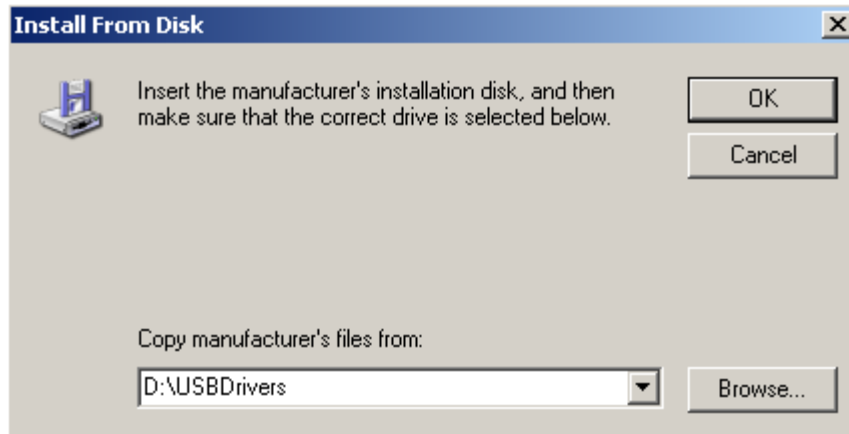 Install From Disk
Insert the manufacturer's installation disk, and then
make sure that the correct drive is selected below.
OK
Cancel
Copy manufacturer's files from:
D:\USBDrivers
Browse...